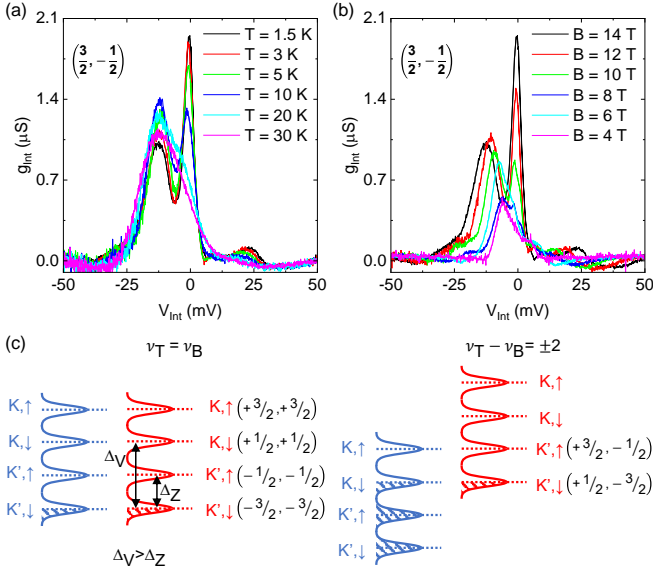 (a)
2.1
1.4
0.7
0.0
g_Int (μS)
(3/2, -1/2)
T = 1.5 K
T = 3 K
T = 5 K
T = 10 K
T = 20 K
T = 30 K
-50 -25 0 25 50
V_Int (mV)
(b)
2.1
1.4
0.7
0.0
g_Int (μS)
(3/2, -1/2)
B = 14 T
B = 12 T
B = 10 T
B = 8 T
B = 6 T
B = 4 T
-50 -25 0 25 50
V_Int (mV)
(c)
ν_T = ν_B
K,↑
K,↓
K',↑
K',↓
Δ_V
Δ_Z
K,↑ (+3/2, +3/2)
K,↓ (+1/2, +1/2)
K',↑ (-1/2, -1/2)
K',↓ (-3/2, -3/2)
Δ_V>Δ_Z
ν_T − ν_B= ±2
K,↑
K,↓
K',↑
K',↓
K,↑
K,↓
K',↑ (+3/2, -1/2)
K',↓ (+1/2, -3/2)